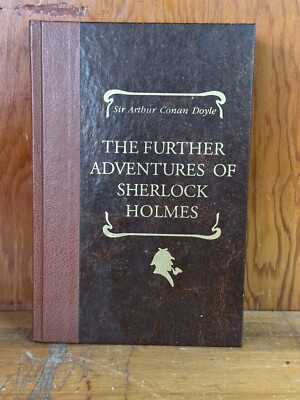 Sir Arthur Conan Doyle
THE FURTHER
ADVENTURES OF
SHERLOCK
HOLMES